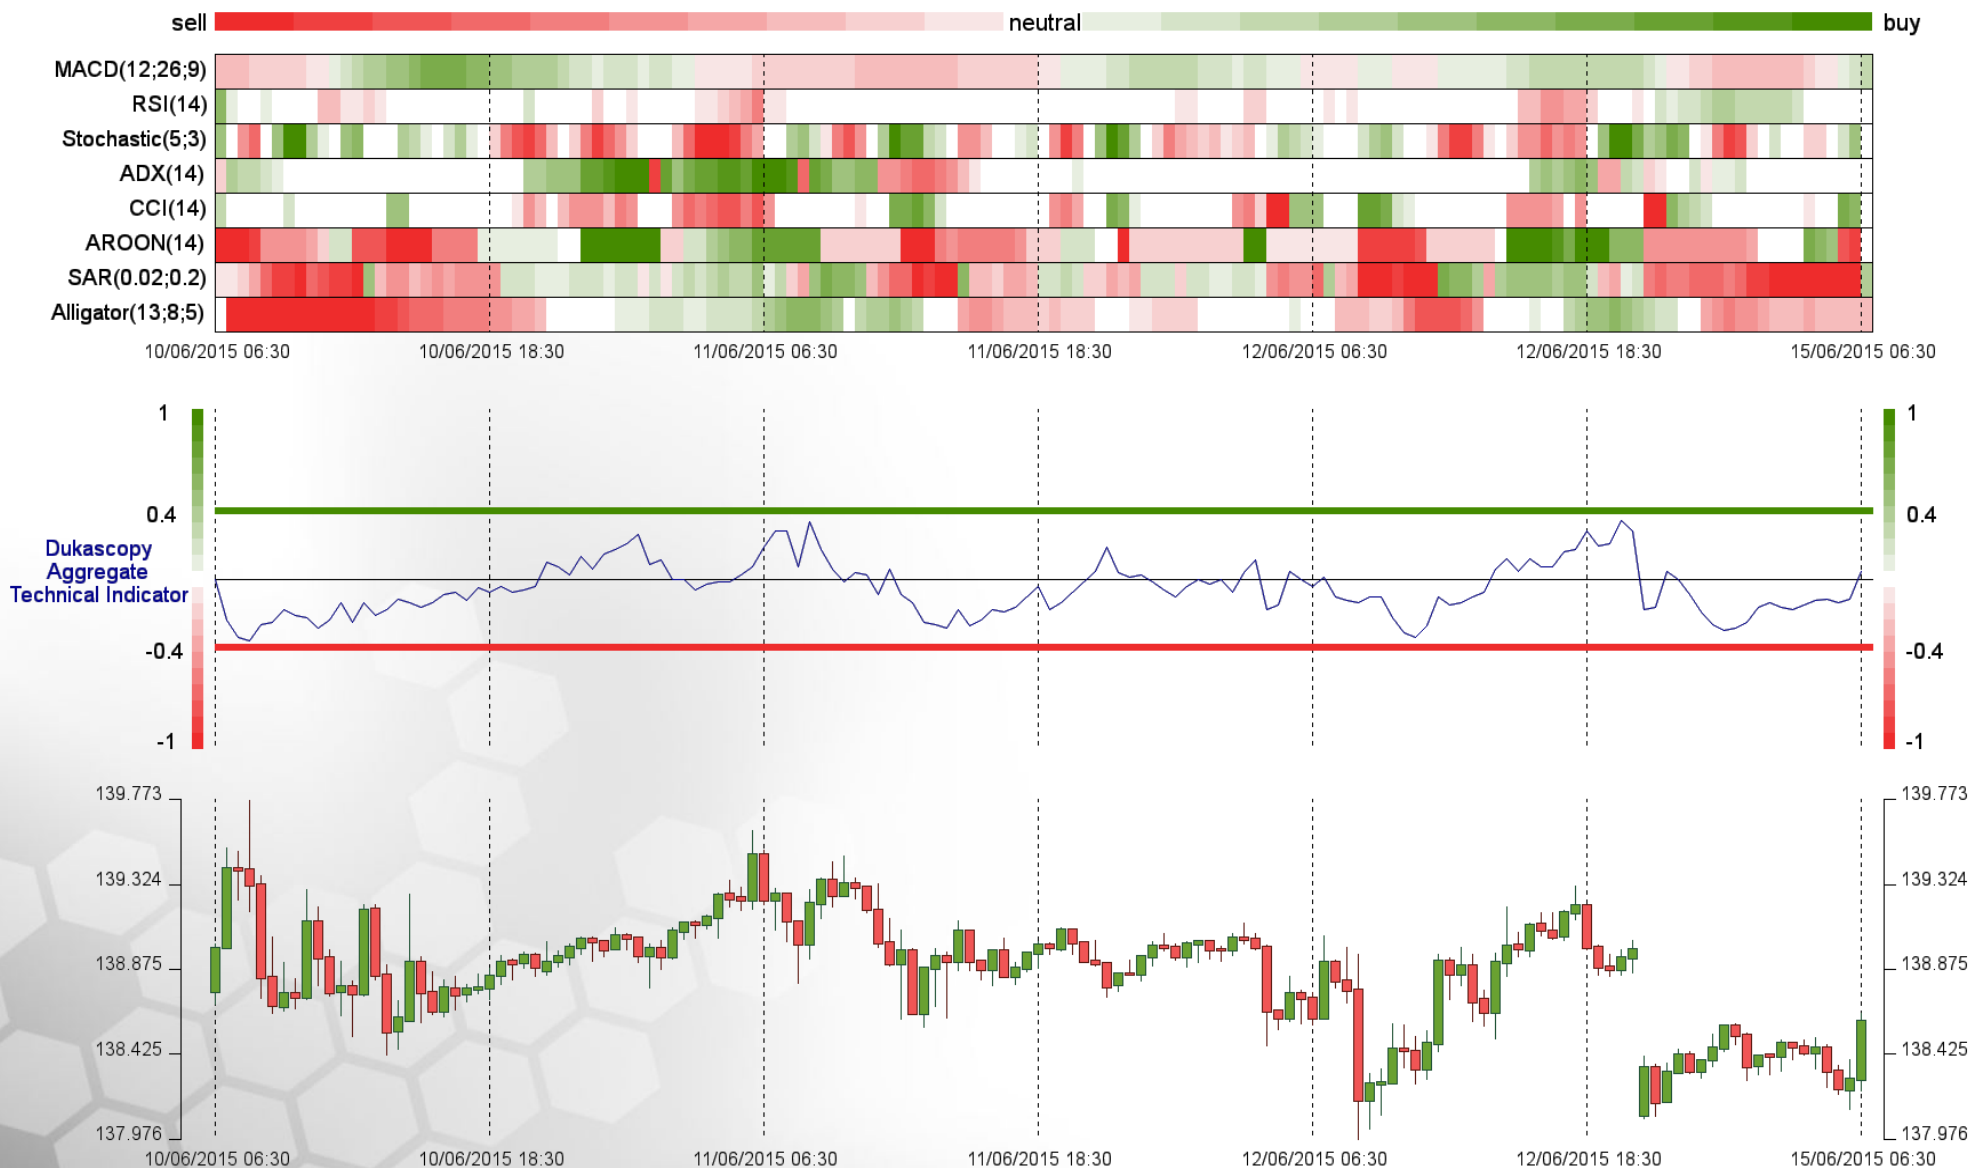 sell neutral buy
MACD(12;26;9)
RSI(14)
Stochastic(5;3)
ADX(14)
CCI(14)
AROON(14)
SAR(0.02;0.2)
Alligator(13;8;5)
10/06/2015 06:30 10/06/2015 18:30 11/06/2015 06:30 11/06/2015 18:30 12/06/2015 06:30 12/06/2015 18:30 15/06/2015 06:30
1 1
0.4 0.4
Dukascopy
Aggregate
Technical Indicator
-0.4 -0.4
-1 -1
139.773 139.773
139.324 139.324
138.875 138.875
138.425 138.425
137.976 137.976
10/06/2015 06:30 10/06/2015 18:30 11/06/2015 06:30 11/06/2015 18:30 12/06/2015 06:30 12/06/2015 18:30 15/06/2015 06:30